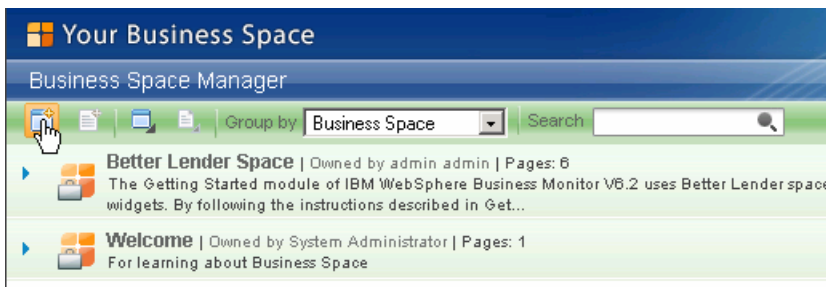 Your Business Space
Business Space Manager
Group by Business Space Search
Better Lender Space | Owned by admin admin | Pages: 6
The Getting Started module of IBM WebSphere Business Monitor V6.2 uses Better Lender space
widgets. By following the instructions described in Get...
Welcome | Owned by System Administrator | Pages: 1
For learning about Business Space